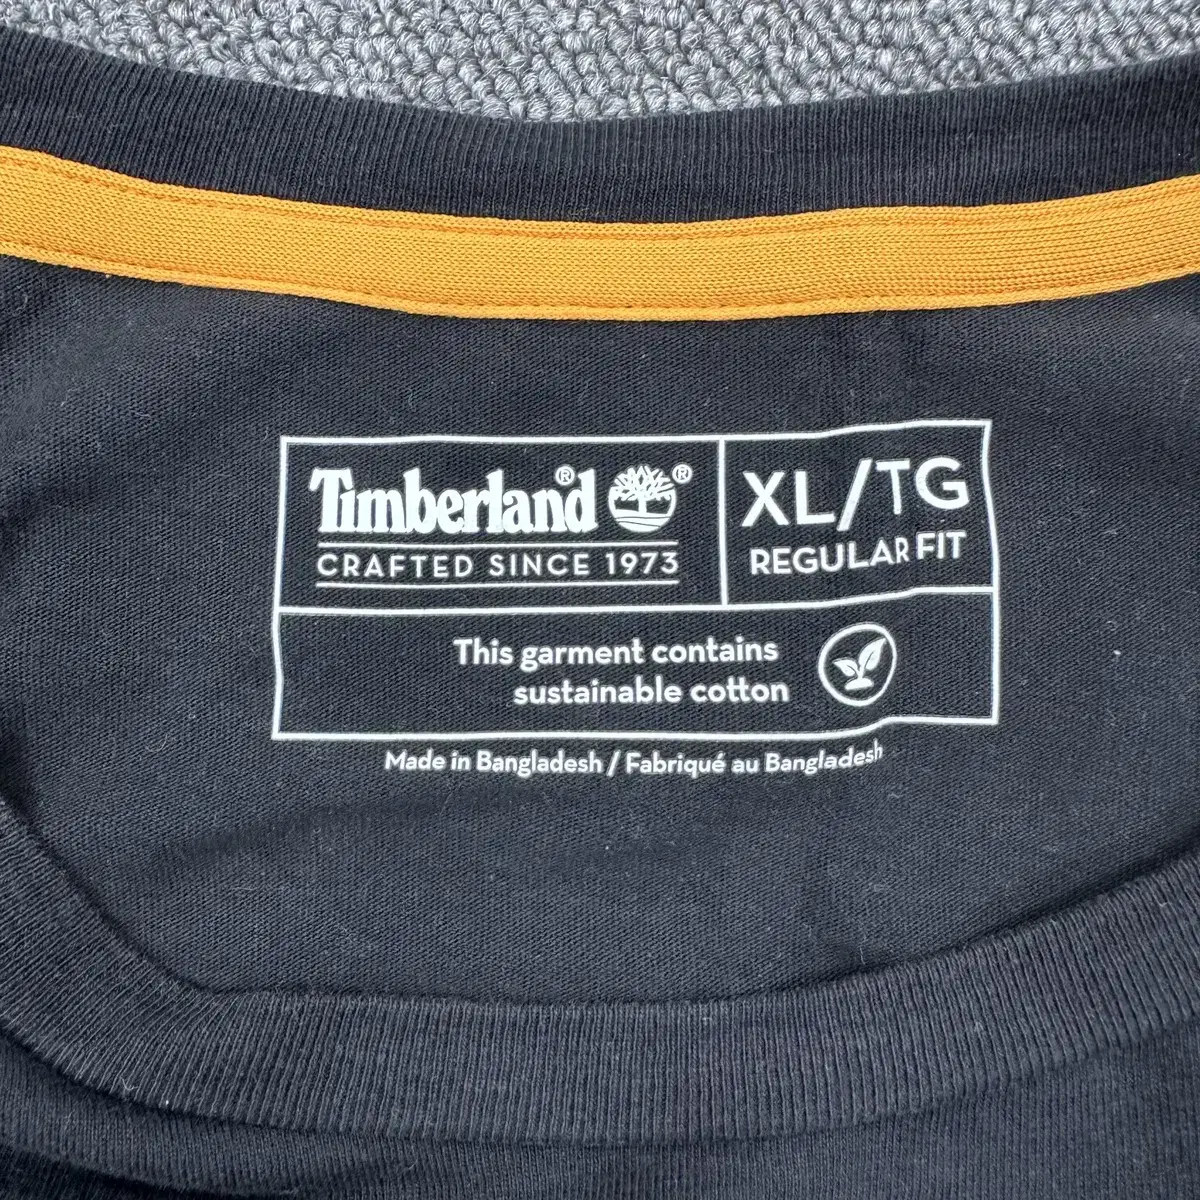 Timberland®®
CRAFTED SINCE 1973
XL/TG
REGULAR FIT
This garment contains
sustainable cotton
Made in Bangladesh / Fabriqué au Bangladesh